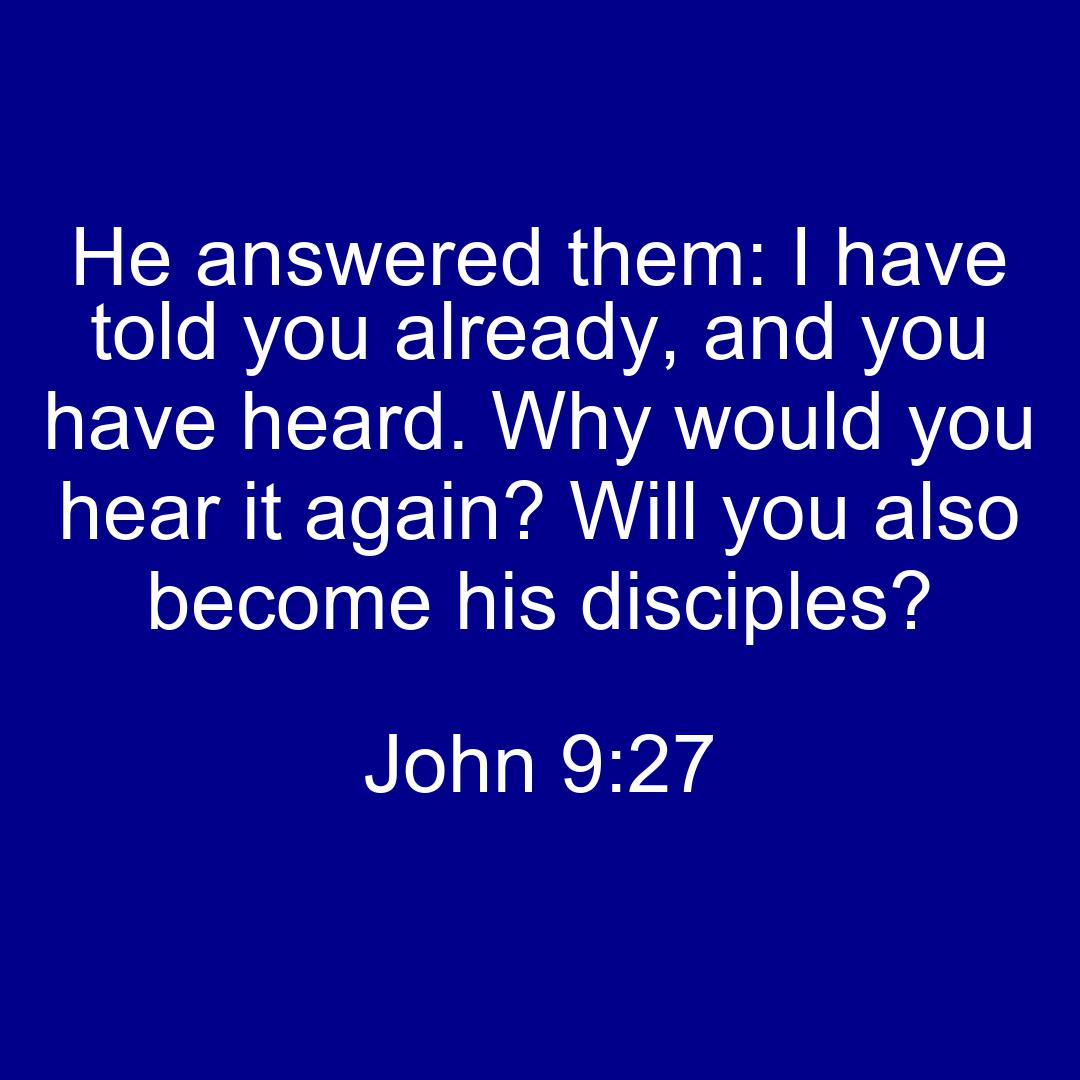 He answered them: I have
told you already, and you
have heard. Why would you
hear it again? Will you also
become his disciples?
John 9:27